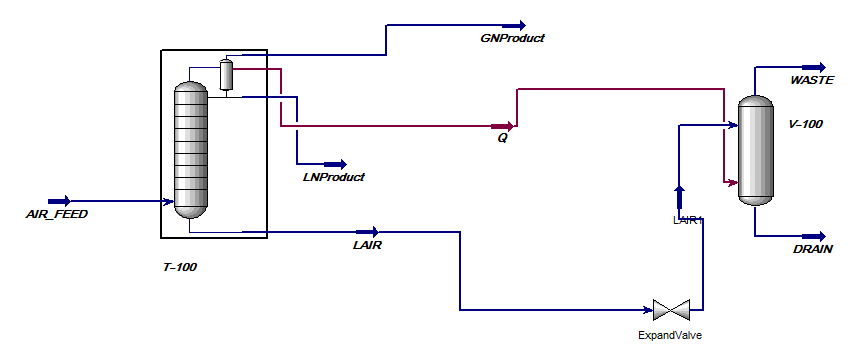 GNProduct
WASTE
V-100
Q
LNProduct
AIR_FEED
LAIR1
LAIR
DRAIN
T-100
ExpandValve